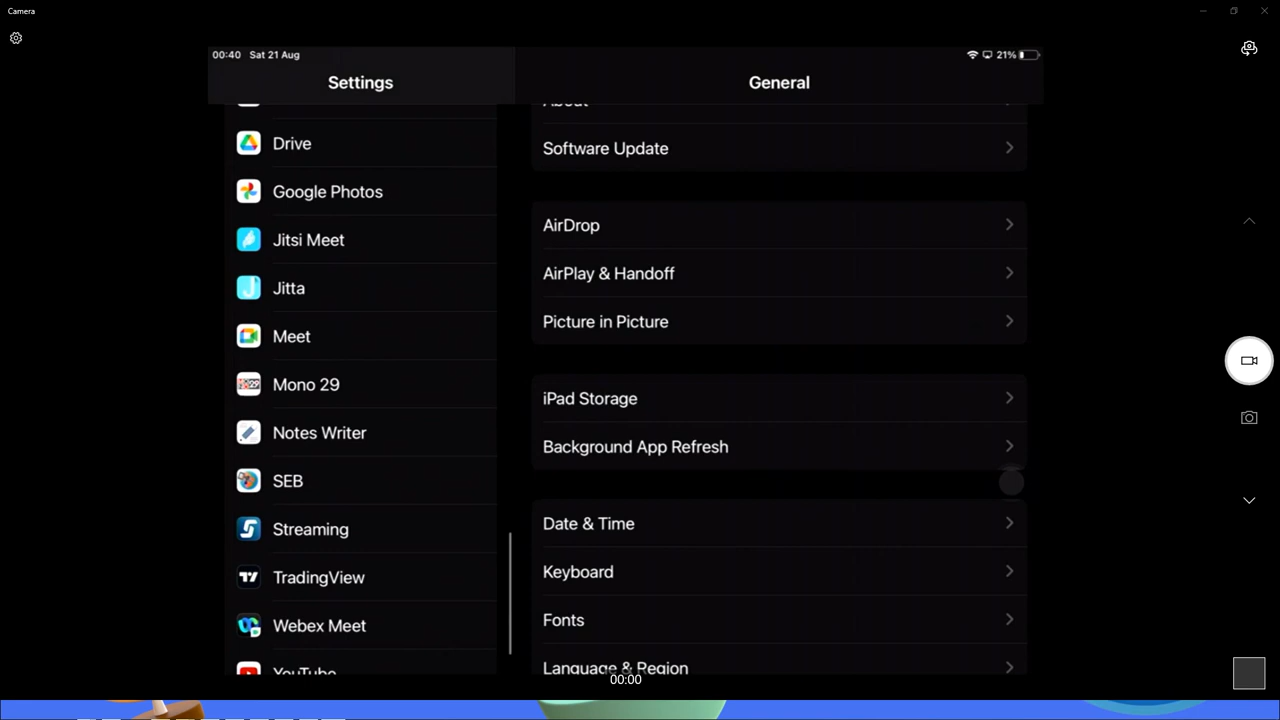 Camera
00:40 Sat 21 Aug
21%
Settings
Drive
Google Photos
Jitsi Meet
Jitta
Meet
Mono 29
Notes Writer
SEB
Streaming
TradingView
Webex Meet
YouTube
General
About
Software Update
AirDrop
AirPlay & Handoff
Picture in Picture
iPad Storage
Background App Refresh
Date & Time
Keyboard
Fonts
Language & Region
00:00